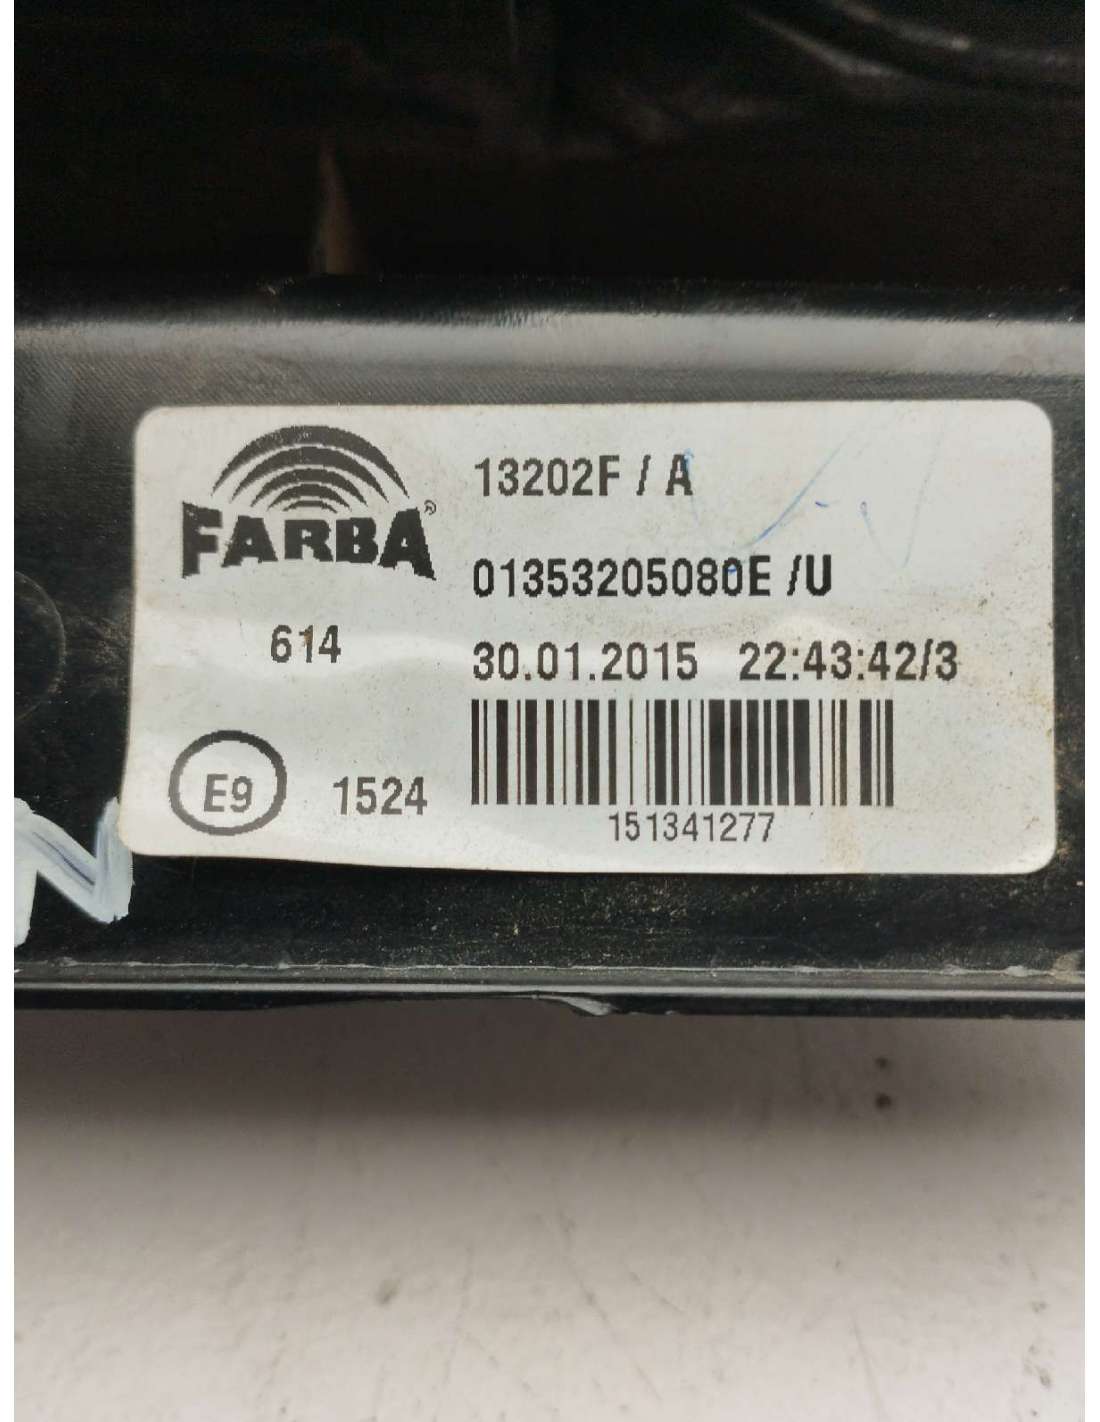 FARBA®
13202F / A
01353205080E /U
614
30.01.2015 22:43:42/3
E9
1524
151341277